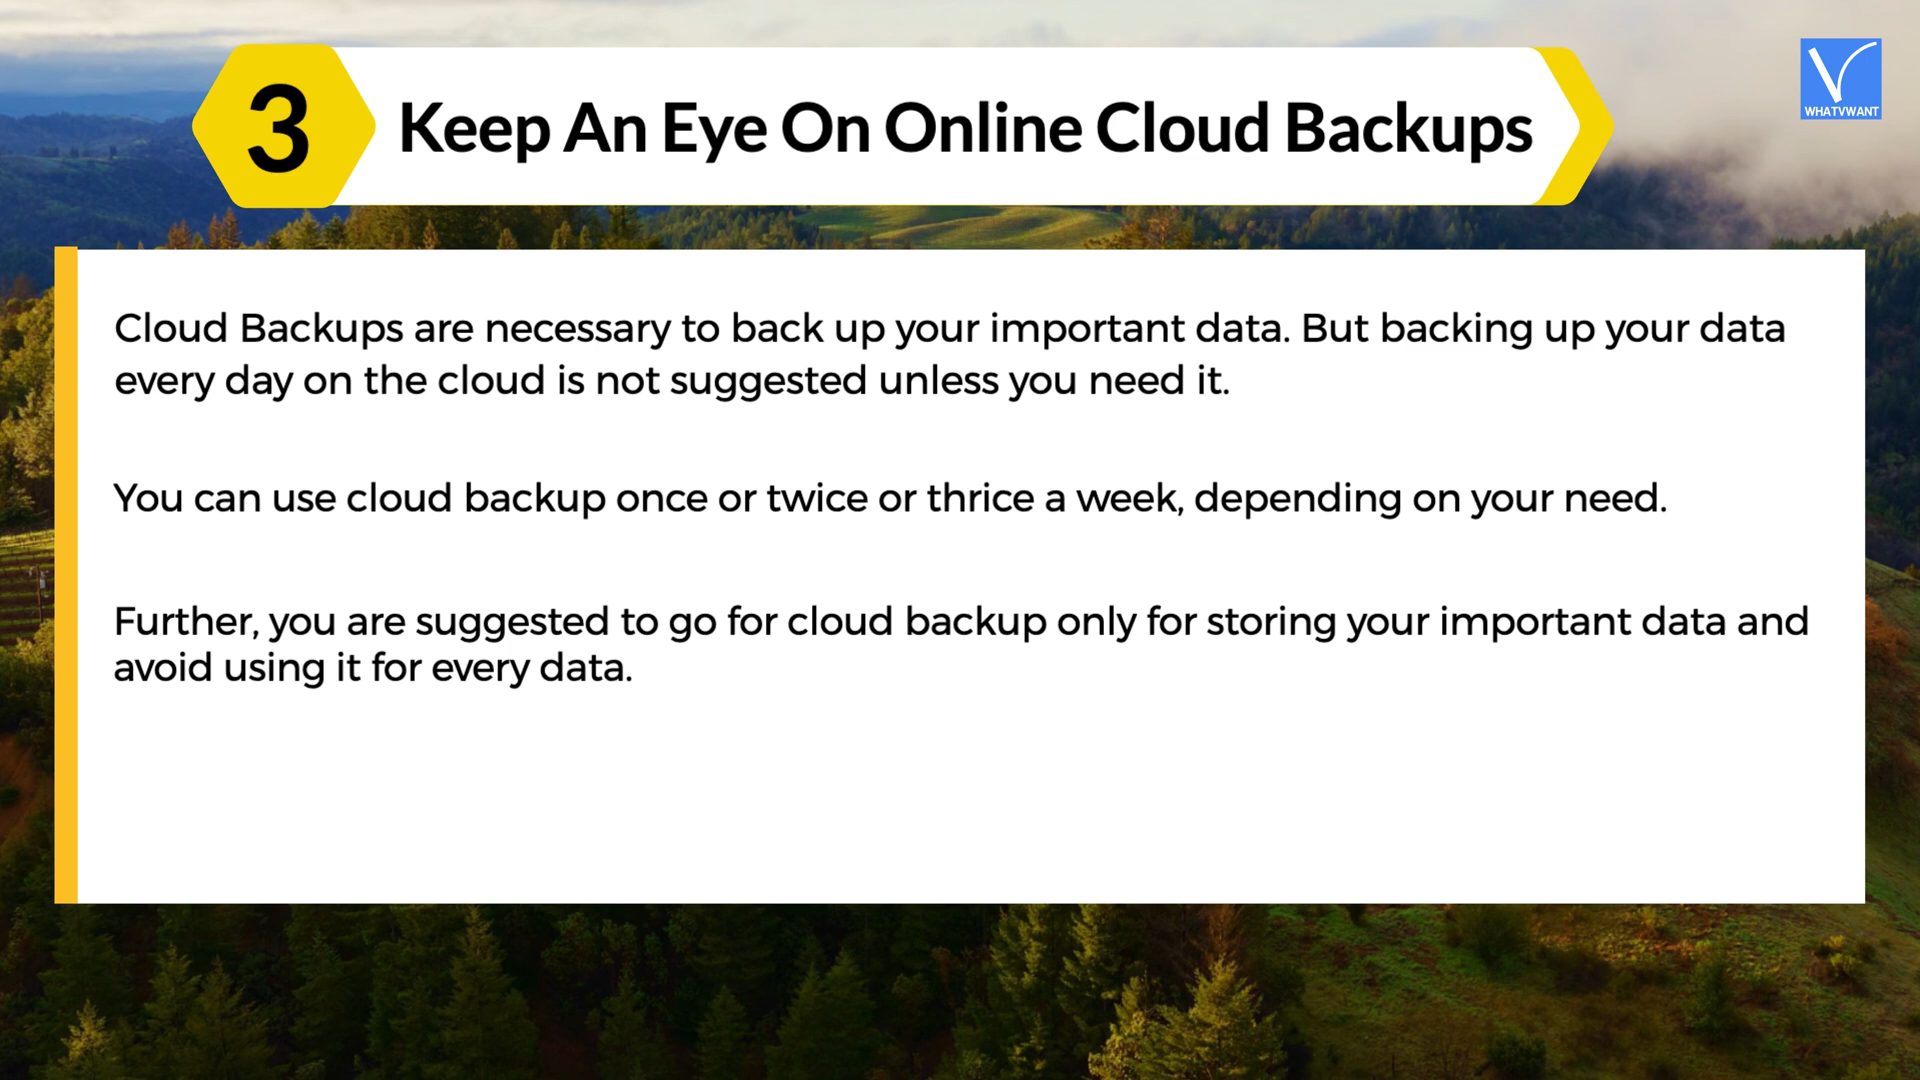 3
Keep An Eye On Online Cloud Backups
WHATVWANT
Cloud Backups are necessary to back up your important data. But backing up your data
every day on the cloud is not suggested unless you need it.
You can use cloud backup once or twice or thrice a week, depending on your need.
Further, you are suggested to go for cloud backup only for storing your important data and
avoid using it for every data.